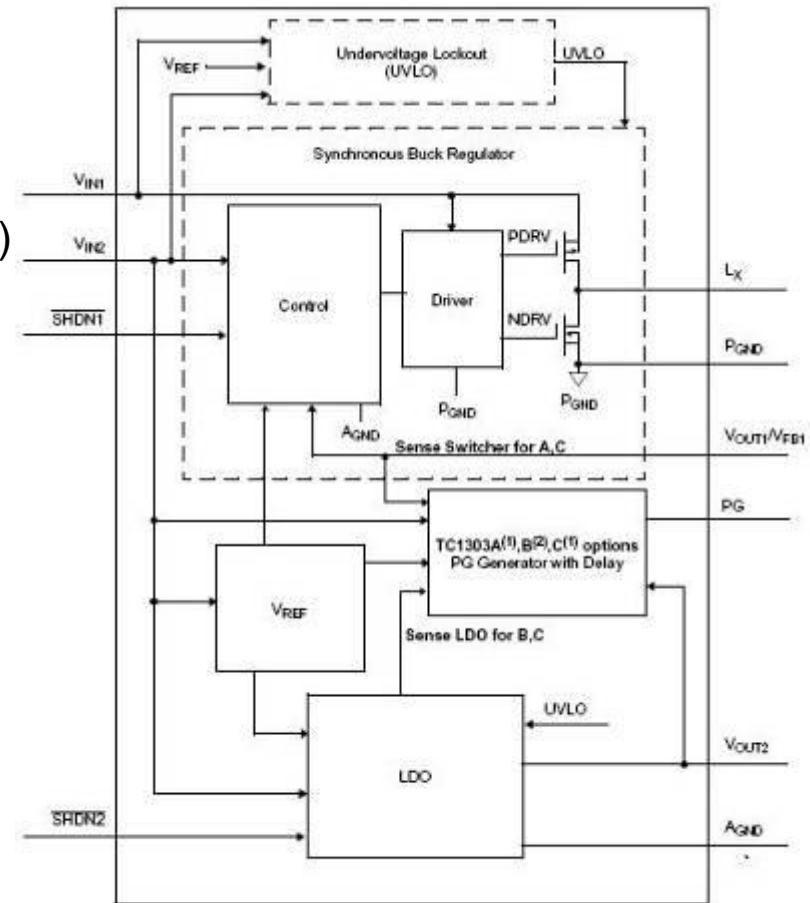 Undervoltage Lockout
(UVLO)
UVLO
VREF
Synchronous Buck Regulator
VIN1
)
VIN2
SHDN1
Control
Driver
PDRV
NDRV
LX
PGND
PGND
PGND
AGND
Sense Switcher for A,C
VOUT1/VFB1
PG
TC1303A(1),B(2),C(1) options
PG Generator with Delay
VREF
Sense LDO for B,C
UVLO
LDO
VOUT2
SHDN2
AGND